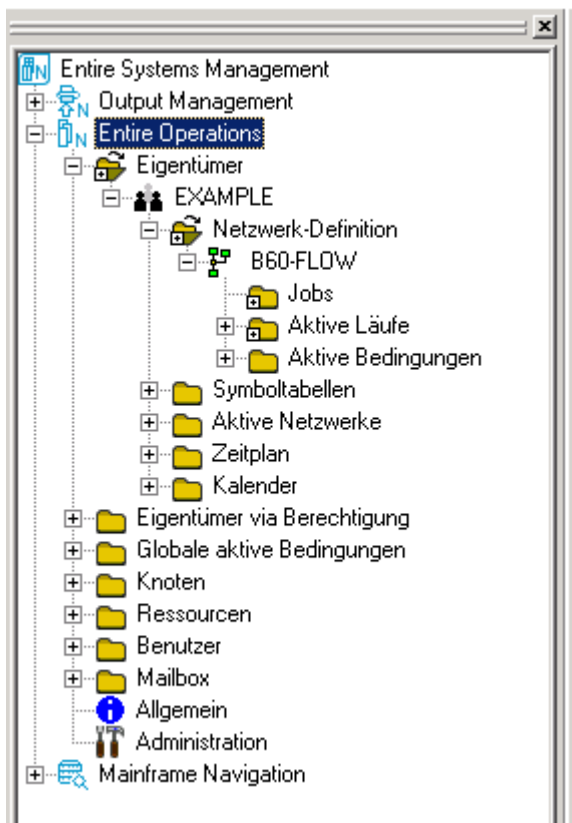 Entire Systems Management
Output Management
Entire Operations
Eigentümer
EXAMPLE
Netzwerk-Definition
B60-FLOW
Jobs
Aktive Läufe
Aktive Bedingungen
Symboltabellen
Aktive Netzwerke
Zeitplan
Kalender
Eigentümer via Berechtigung
Globale aktive Bedingungen
Knoten
Ressourcen
Benutzer
Mailbox
Allgemein
Administration
Mainframe Navigation